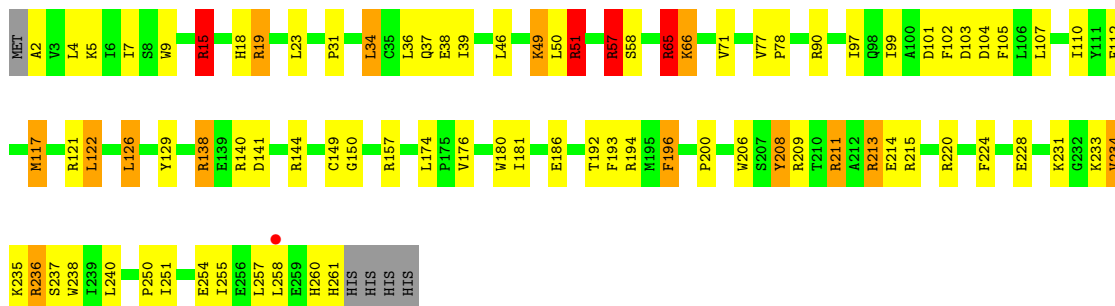 MET A2 V3 L4 K5 I6 I7 S8 W9 R15 H18 R19 L23 P31 L34 C35 L36 Q37 E38 I39 L46 K49 L50 R51 R57 S58 R65 K66 V71 V77 P78 R90 I97 Q98 I99 A100 D101 F102 D103 D104 F105 L106 L107 I110 Y111
M117 R121 L122 L126 Y129 R138 E139 R140 D141 R144 C149 G150 R157 L174 P175 V176 W180 I181 E186 T192 F193 R194 M195 F196 P200 W206 S207 Y208 R209 T210 R211 A212 R213 E214 R215 R220 F224 E228 K231 G232 K233
K235 R236 S237 W238 I239 L240 P250 I251 E254 I255 E256 L257 L258 E259 H260 H261 HIS HIS HIS HIS